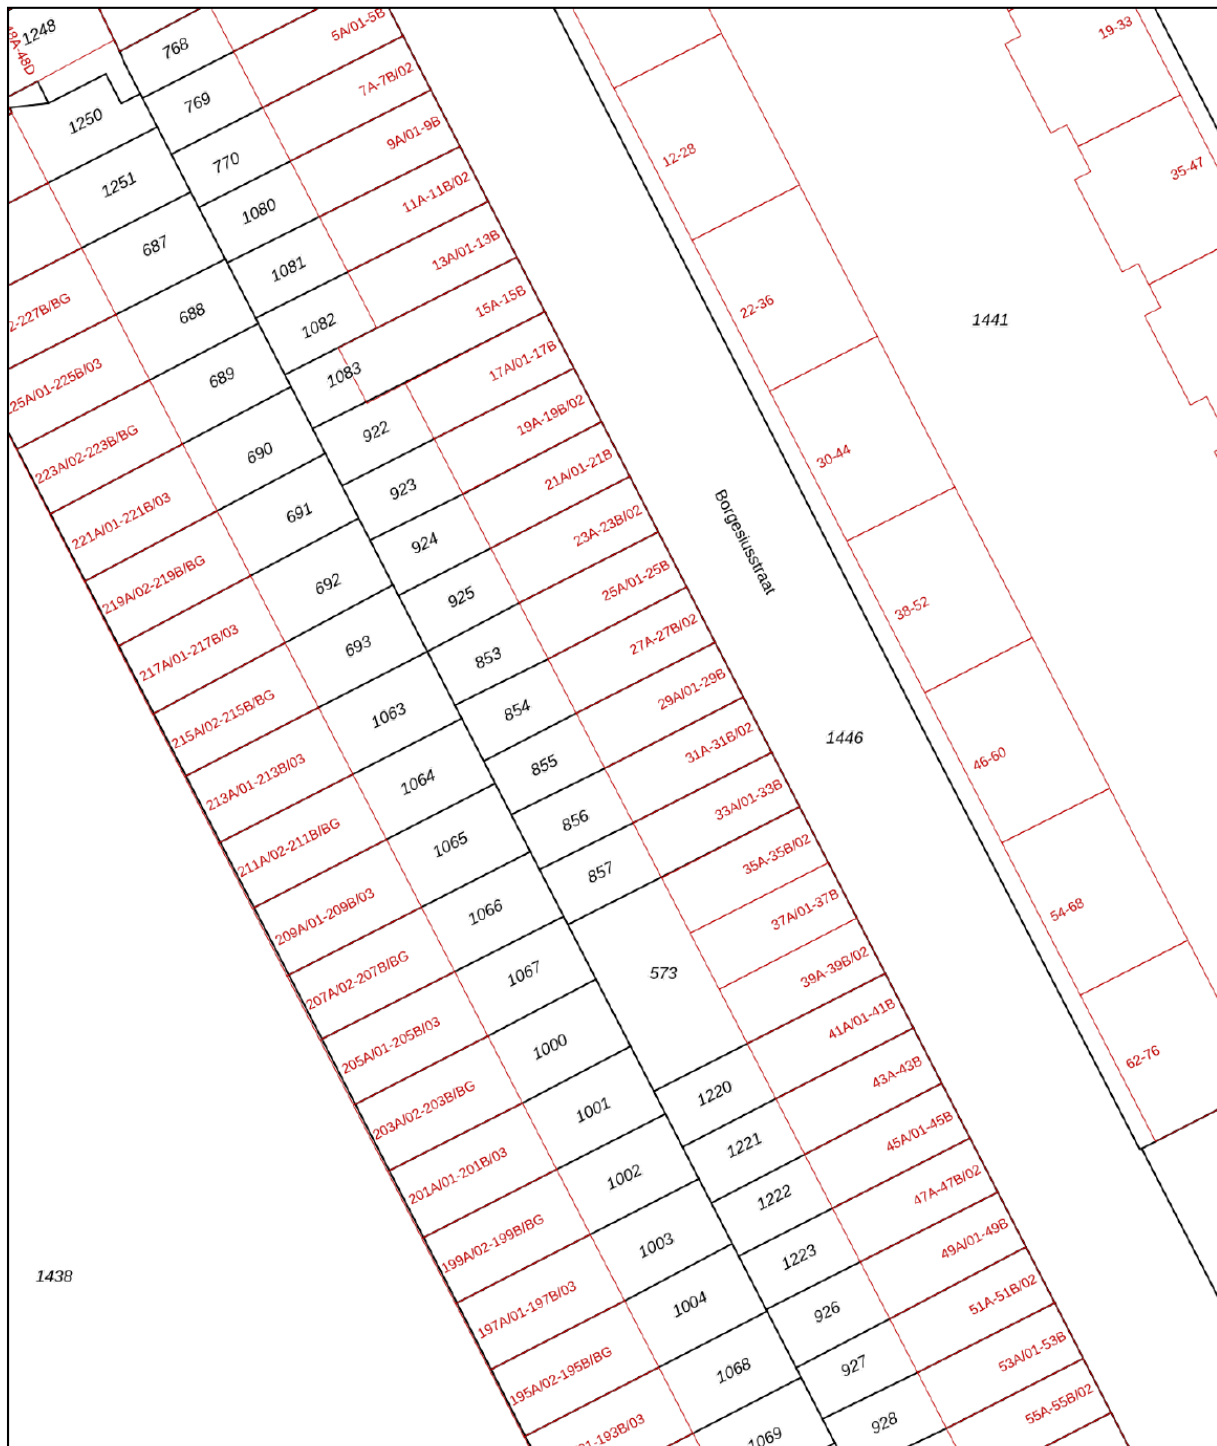 1248
48A-48D
768
5A/01-5B
19-33
1250
769
7A-7B/02
1251
770
9A/01-9B
12-28
35-47
687
1080
11A-11B/02
2-227B/BG
688
1081
13A/01-13B
22-36
1441
25A/01-225B/03
689
1082
15A-15B
223A/02-223B/BG
690
1083
17A/01-17B
30-44
221A/01-221B/03
691
922
19A-19B/02
219A/02-219B/BG
692
923
21A/01-21B
Borgesiusstraat
217A/01-217B/03
693
924
23A-23B/02
38-52
215A/02-215B/BG
1063
925
25A/01-25B
213A/01-213B/03
1064
853
27A-27B/02
1446
46-60
211A/02-211B/BG
1065
854
29A/01-29B
209A/01-209B/03
1066
855
31A-31B/02
207A/02-207B/BG
1067
856
33A/01-33B
54-68
205A/01-205B/03
1000
857
35A-35B/02
37A/01-37B
573
39A-39B/02
203A/02-203B/BG
1001
41A/01-41B
62-76
201A/01-201B/03
1002
1220
43A-43B
199A/02-199B/BG
1003
1221
45A/01-45B
1438
197A/01-197B/03
1004
1222
47A-47B/02
1223
49A/01-49B
195A/02-195B/BG
1068
926
51A-51B/02
01-193B/03
1069
927
53A/01-53B
928
55A-55B/02